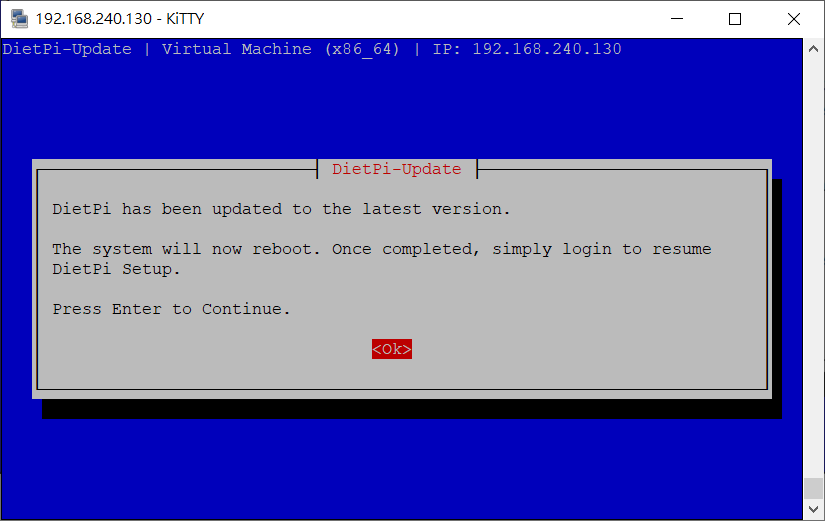 192.168.240.130 - KiTTY
DietPi-Update | Virtual Machine (x86_64) | IP: 192.168.240.130
DietPi-Update
DietPi has been updated to the latest version.
The system will now reboot. Once completed, simply login to resume
DietPi Setup.
Press Enter to Continue.
<Ok>